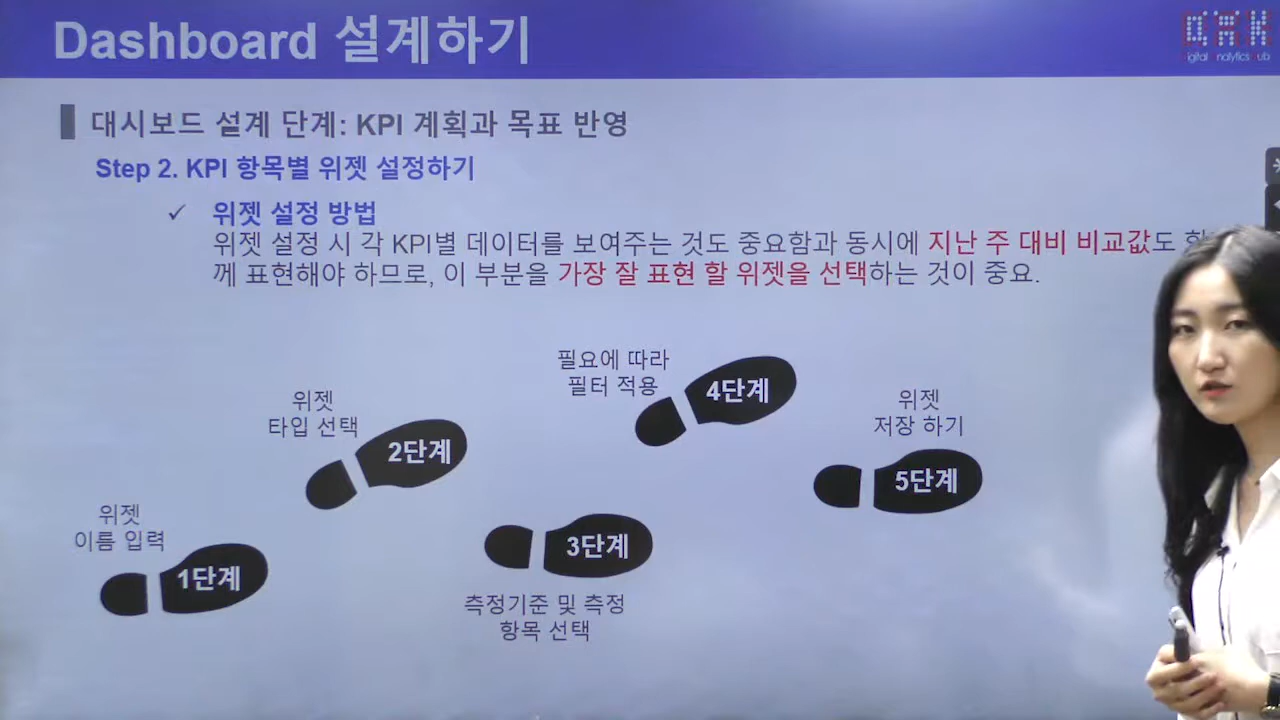 Dashboard 설계하기
대시보드 설계 단계: KPI 계획과 목표 반영
Step 2. KPI 항목별 위젯 설정하기
✓ 위젯 설정 방법
위젯 설정 시 각 KPI별 데이터를 보여주는 것도 중요함과 동시에 지난 주 대비 비교값도
께 표현해야 하므로, 이 부분을 가장 잘 표현 할 위젯을 선택하는 것이 중요.
위젯
이름 입력
1단계
위젯
타입 선택
2단계
3단계
측정기준 및 측정
항목 선택
필요에 따라
필터 적용
4단계
위젯
저장 하기
5단계